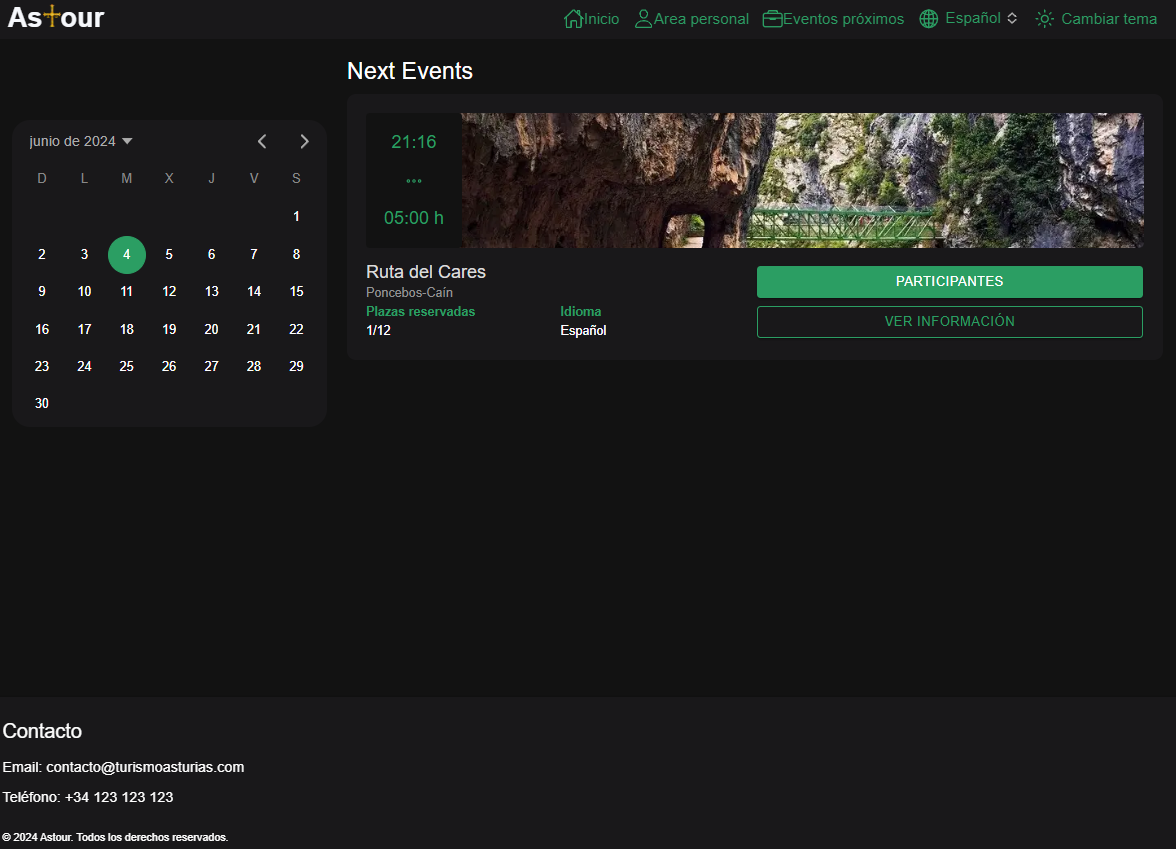 Astour
Inicio Area personal Eventos próximos Español Cambiar tema
Next Events
junio de 2024
D L M X J V S
1
2 3 4 5 6 7 8
9 10 11 12 13 14 15
16 17 18 19 20 21 22
23 24 25 26 27 28 29
30
21:16
...
05:00 h
Ruta del Cares
Poncebos-Caín
Plazas reservadas Idioma
1/12 Español
PARTICIPANTES
VER INFORMACIÓN
Contacto
Email: contacto@turismoasturias.com
Teléfono: +34 123 123 123
© 2024 Astour. Todos los derechos reservados.